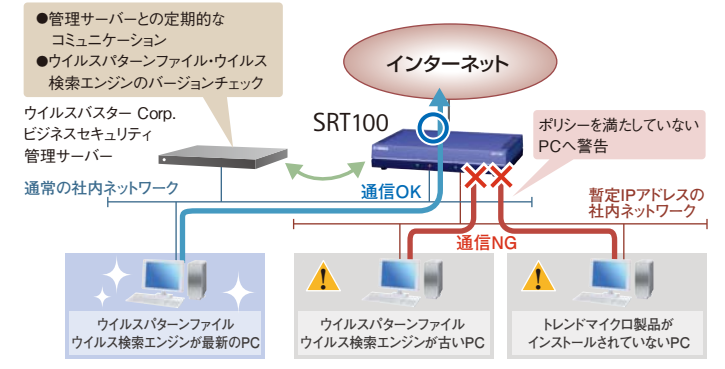 ●管理サーバーとの定期的な
コミュニケーション
●ウイルスパターンファイル・ウイルス
検索エンジンのバージョンチェック
インターネット
ウイルスバスター Corp.
ビジネスセキュリティ
管理サーバー
SRT100
ポリシーを満たしていない
PCへ警告
通常の社内ネットワーク
通信OK
暫定IPアドレスの
社内ネットワーク
通信NG
ウイルスパターンファイル
ウイルス検索エンジンが最新のPC
ウイルスパターンファイル
ウイルス検索エンジンが古いPC
トレンドマイクロ製品が
インストールされていないPC